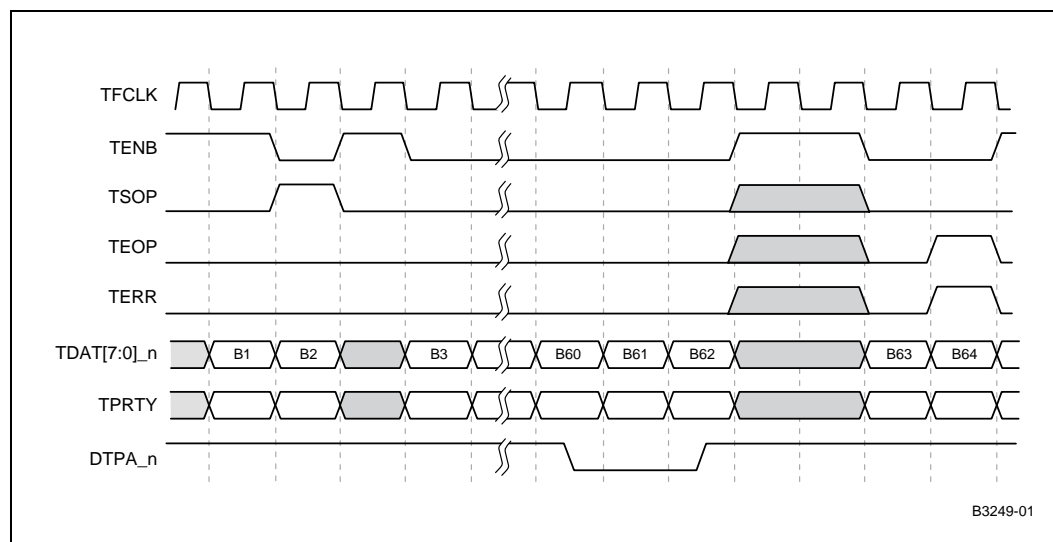 TFCLK
TENB
TSOP
TEOP
TERR
TDAT[7:0]_n B1 B2 B3 B60 B61 B62 B63 B64
TPRTY
DTPA_n
B3249-01